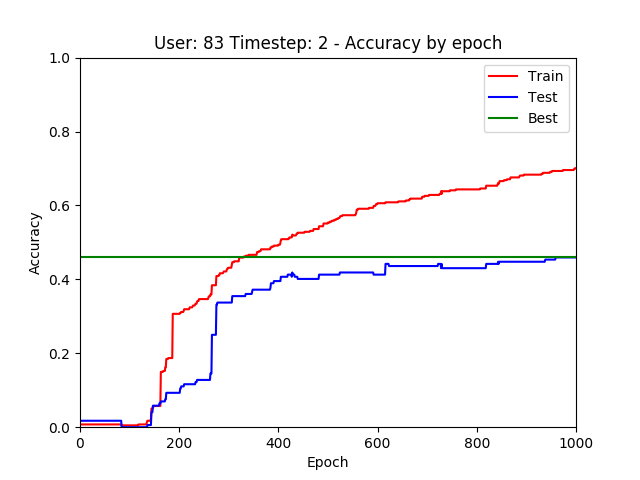 User: 83 Timestep: 2 - Accuracy by epoch
1.0
0.8
0.6
0.4
0.2
0.0
Accuracy
0 200 400 600 800 1000
Epoch
Train
Test
Best